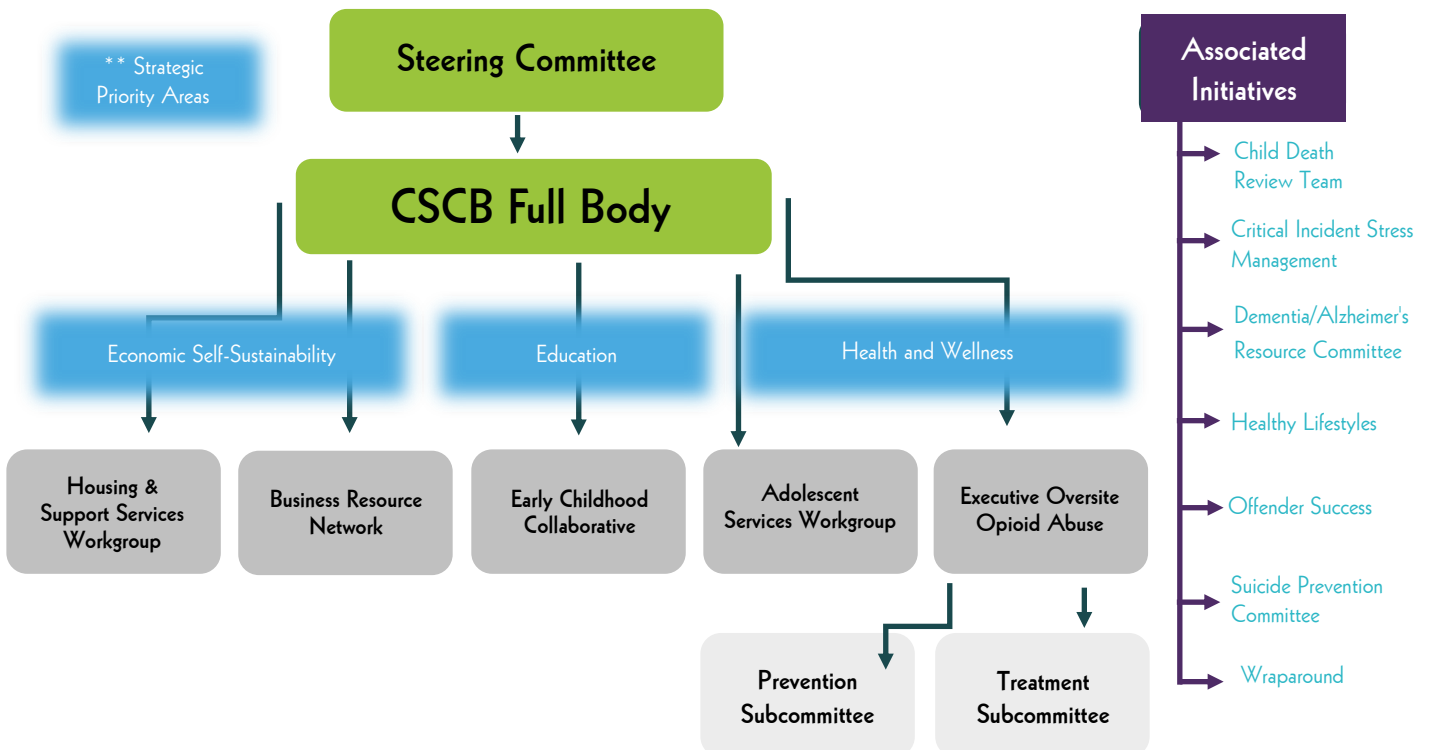 ** Strategic
Priority Areas
Steering Committee
CSCB Full Body
Economic Self-Sustainability
Education
Health and Wellness
Housing &
Support Services
Workgroup
Business Resource
Network
Early Childhood
Collaborative
Adolescent
Services Workgroup
Executive Oversite
Opioid Abuse
Prevention
Subcommittee
Treatment
Subcommittee
Associated
Initiatives
Child Death
Review Team
Critical Incident Stress
Management
Dementia/Alzheimer's
Resource Committee
Healthy Lifestyles
Offender Success
Suicide Prevention
Committee
Wraparound